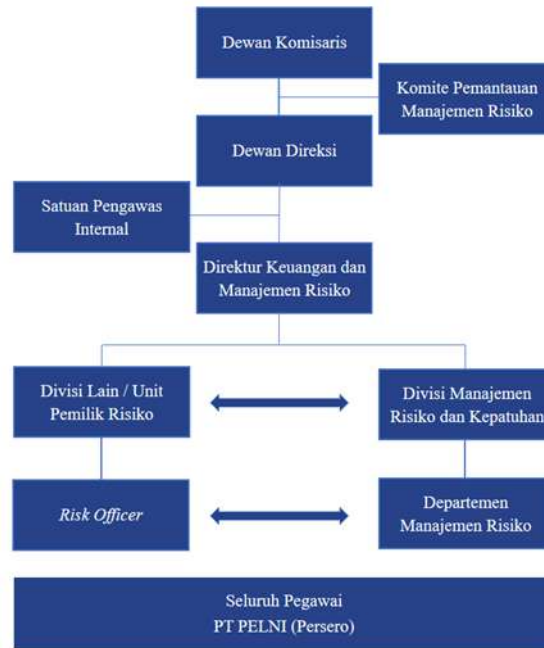 Dewan Komisaris
Komite Pemantauan
Manajemen Risiko
Dewan Direksi
Satuan Pengawas
Internal
Direktur Keuangan dan
Manajemen Risiko
Divisi Lain / Unit
Pemilik Risiko
Divisi Manajemen
Risiko dan Kepatuhan
Risk Officer
Departemen
Manajemen Risiko
Seluruh Pegawai
PT PELNI (Persero)